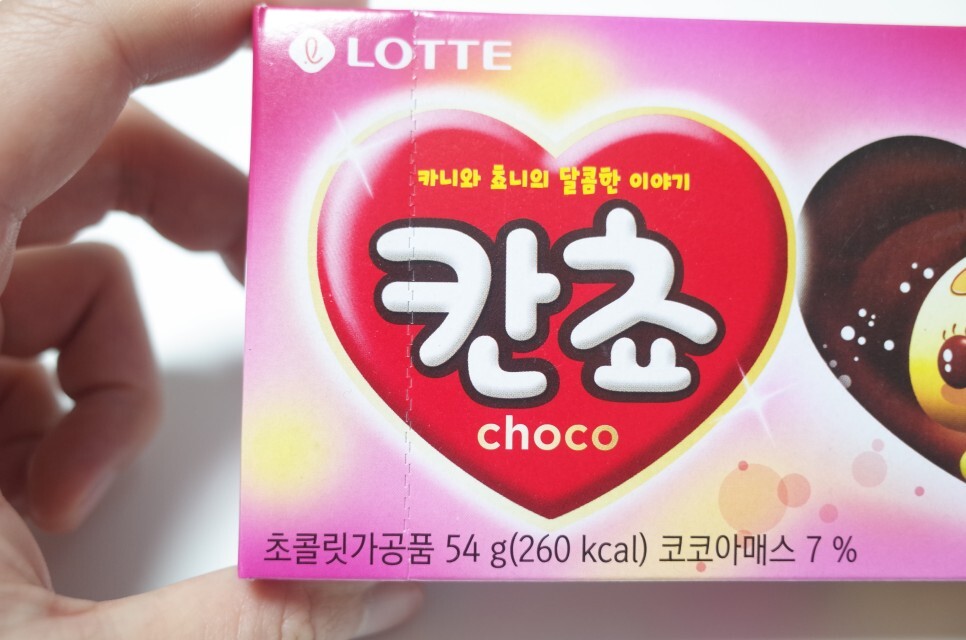 LOTTE
카니와 쵸니의 달콤한 이야기
칸쵸
choco
초콜릿가공품 54 g(260 kcal) 코코아매스 7 %